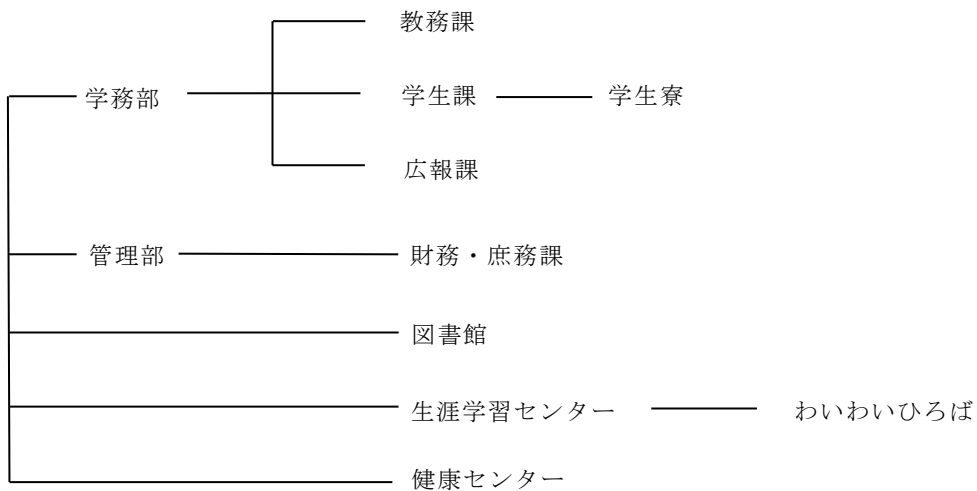 教務課
学務部
学生課
学生寮
広報課
管理部
財務・庶務課
図書館
生涯学習センター
わいわいひろば
健康センター